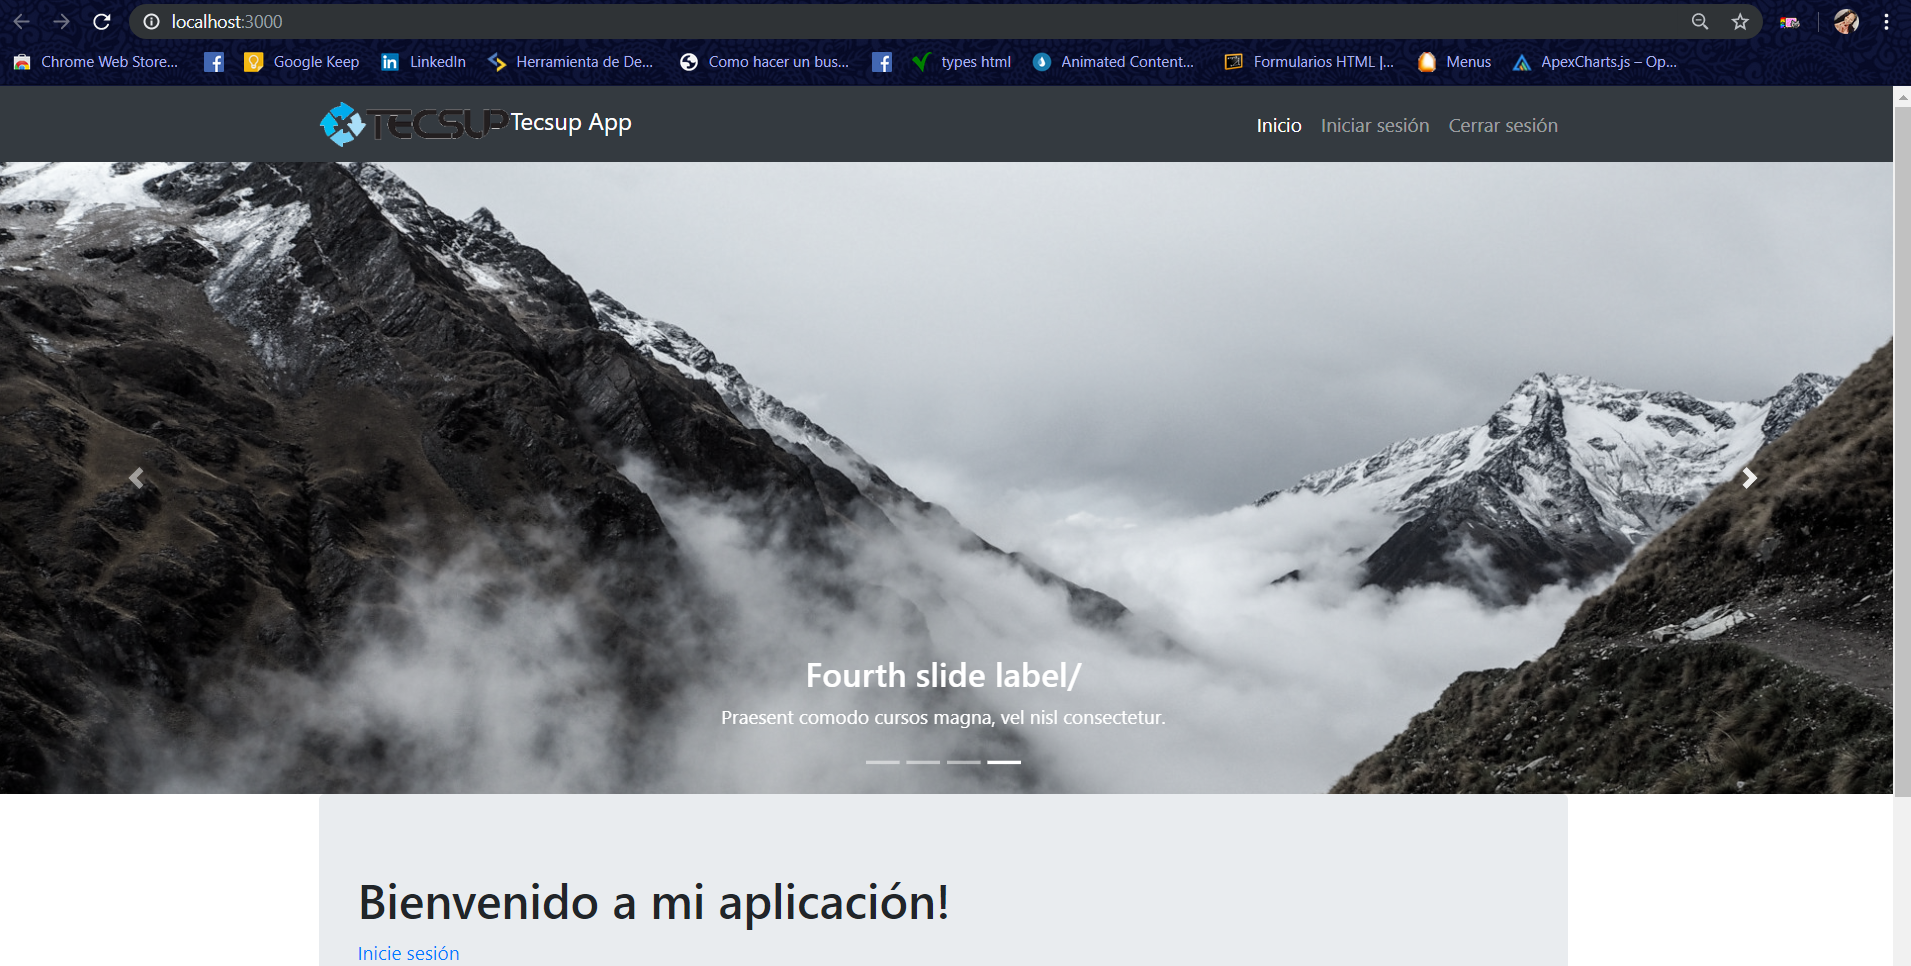 localhost:3000
Chrome Web Store... Google Keep LinkedIn Herramienta de De... Como hacer un bus... types html Animated Content... Formularios HTML |... Menus ApexCharts.js – Op...
TECSUP Tecsup App Inicio Iniciar sesión Cerrar sesión
Fourth slide label/
Praesent comodo cursos magna, vel nisl consectetur.
Bienvenido a mi aplicación!
Inicie sesión